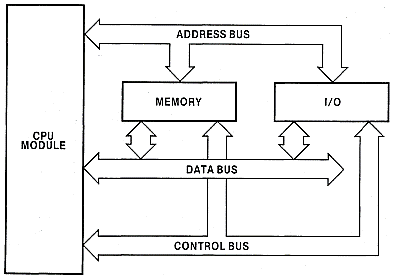 ADDRESS BUS
MEMORY
I/O
CPU
MODULE
DATA BUS
CONTROL BUS